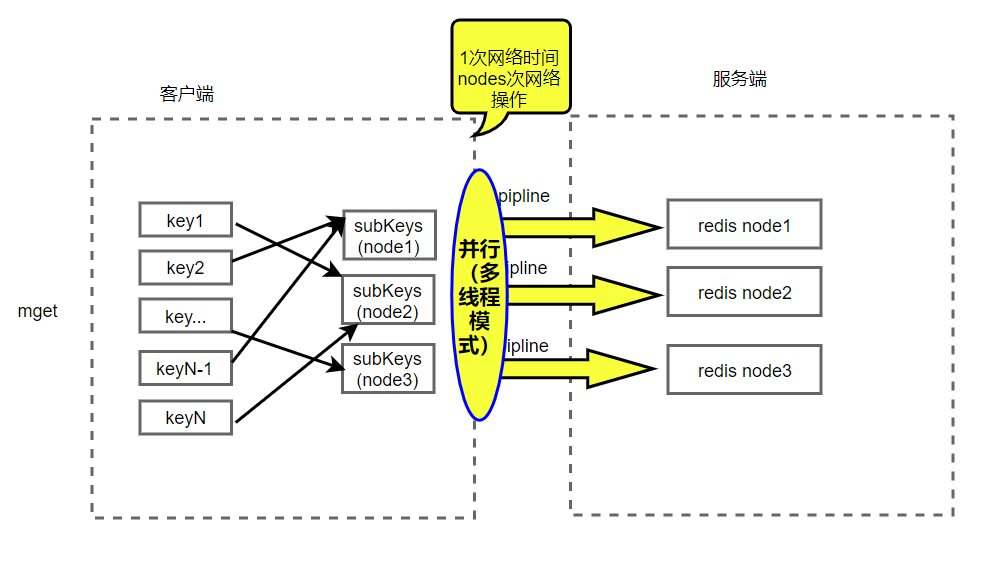 1次网络时间
nodes次网络
操作
客户端
服务端
mget
key1
key2
key...
keyN-1
keyN
subKeys
(node1)
subKeys
(node2)
subKeys
(node3)
并行
（多
线程
模
式）
pipline
ipline
ipline
redis node1
redis node2
redis node3